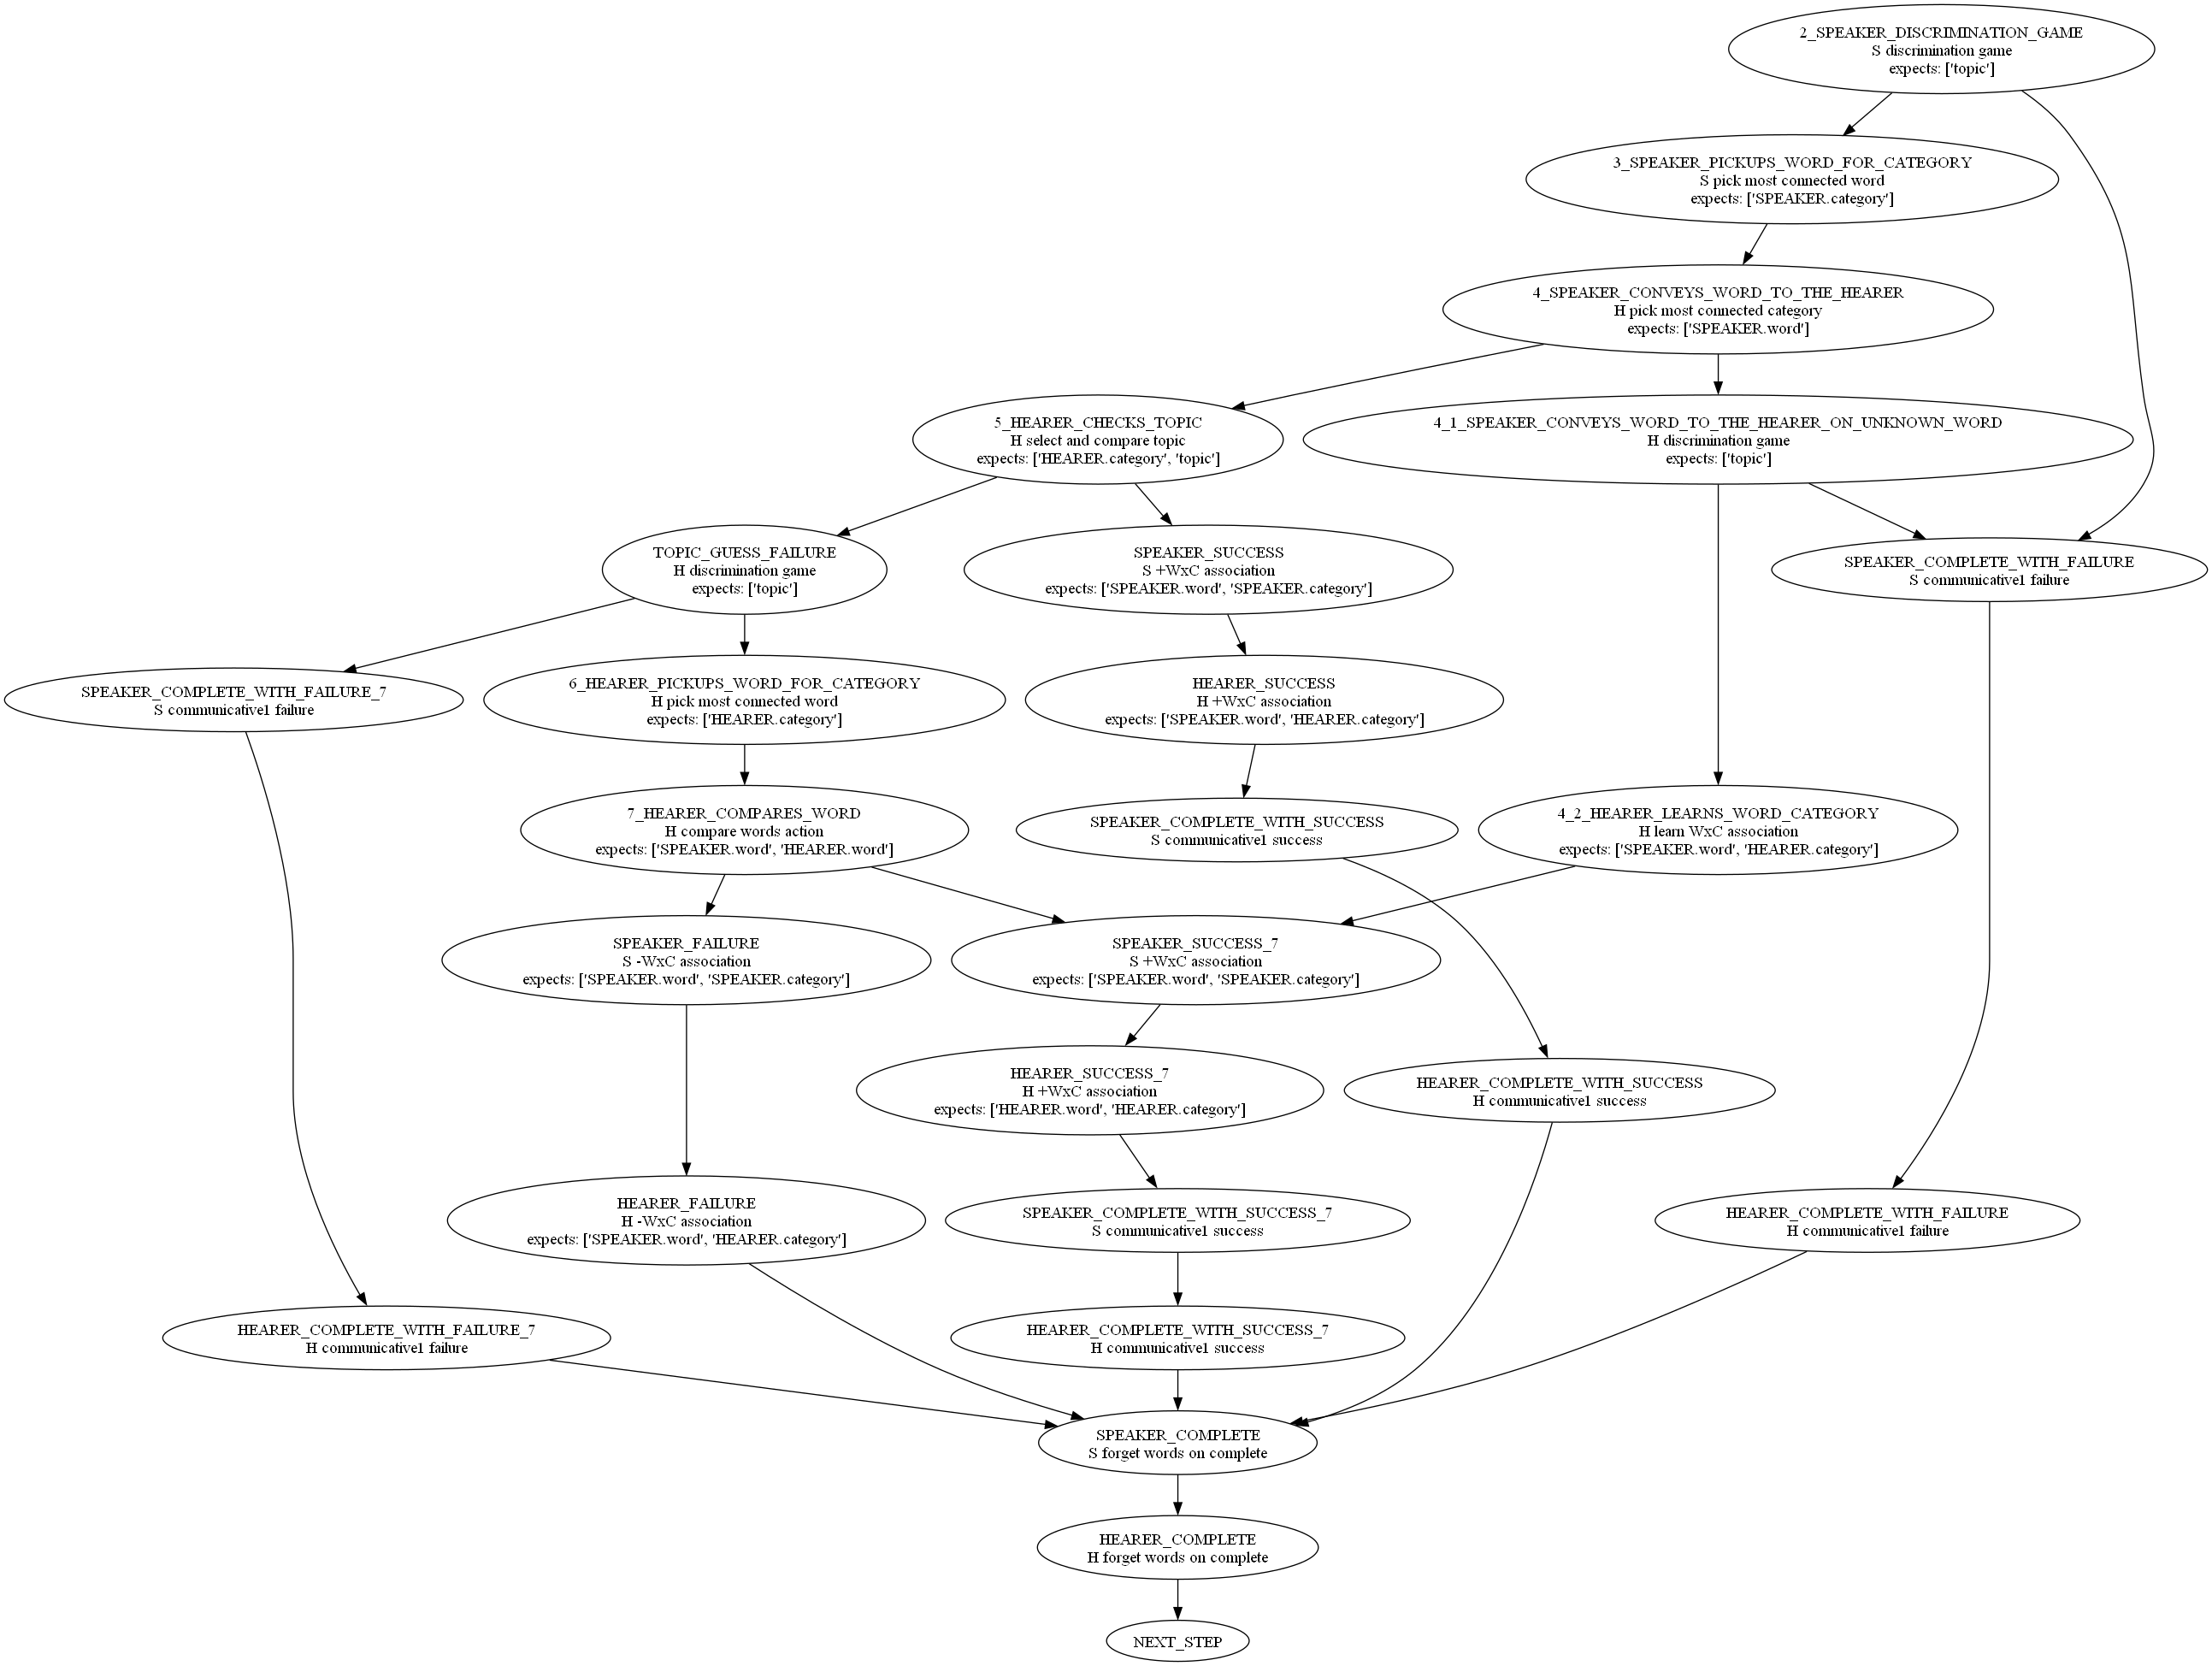 2_SPEAKER_DISCRIMINATION_GAME
S discrimination game
expects: ['topic']
3_SPEAKER_PICKUPS_WORD_FOR_CATEGORY
S pick most connected word
expects: ['SPEAKER.category']
4_SPEAKER_CONVEYS_WORD_TO_THE_HEARER
H pick most connected category
expects: ['SPEAKER.word']
5_HEARER_CHECKS_TOPIC
H select and compare topic
expects: ['HEARER.category', 'topic']
4_1_SPEAKER_CONVEYS_WORD_TO_THE_HEARER_ON_UNKNOWN_WORD
H discrimination game
expects: ['topic']
TOPIC_GUESS_FAILURE
H discrimination game
expects: ['topic']
SPEAKER_SUCCESS
S +WxC association
expects: ['SPEAKER.word', 'SPEAKER.category']
SPEAKER_COMPLETE_WITH_FAILURE
S communicative1 failure
SPEAKER_COMPLETE_WITH_FAILURE_7
S communicative1 failure
6_HEARER_PICKUPS_WORD_FOR_CATEGORY
H pick most connected word
expects: ['HEARER.category']
HEARER_SUCCESS
H +WxC association
expects: ['SPEAKER.word', 'HEARER.category']
7_HEARER_COMPARES_WORD
H compare words action
expects: ['SPEAKER.word', 'HEARER.word']
SPEAKER_COMPLETE_WITH_SUCCESS
S communicative1 success
4_2_HEARER_LEARNS_WORD_CATEGORY
H learn WxC association
expects: ['SPEAKER.word', 'HEARER.category']
SPEAKER_FAILURE
S -WxC association
expects: ['SPEAKER.word', 'SPEAKER.category']
SPEAKER_SUCCESS_7
S +WxC association
expects: ['SPEAKER.word', 'SPEAKER.category']
HEARER_SUCCESS_7
H +WxC association
expects: ['HEARER.word', 'HEARER.category']
HEARER_COMPLETE_WITH_SUCCESS
H communicative1 success
HEARER_FAILURE
H -WxC association
expects: ['SPEAKER.word', 'HEARER.category']
SPEAKER_COMPLETE_WITH_SUCCESS_7
S communicative1 success
HEARER_COMPLETE_WITH_FAILURE
H communicative1 failure
HEARER_COMPLETE_WITH_FAILURE_7
H communicative1 failure
HEARER_COMPLETE_WITH_SUCCESS_7
H communicative1 success
SPEAKER_COMPLETE
S forget words on complete
HEARER_COMPLETE
H forget words on complete
NEXT_STEP